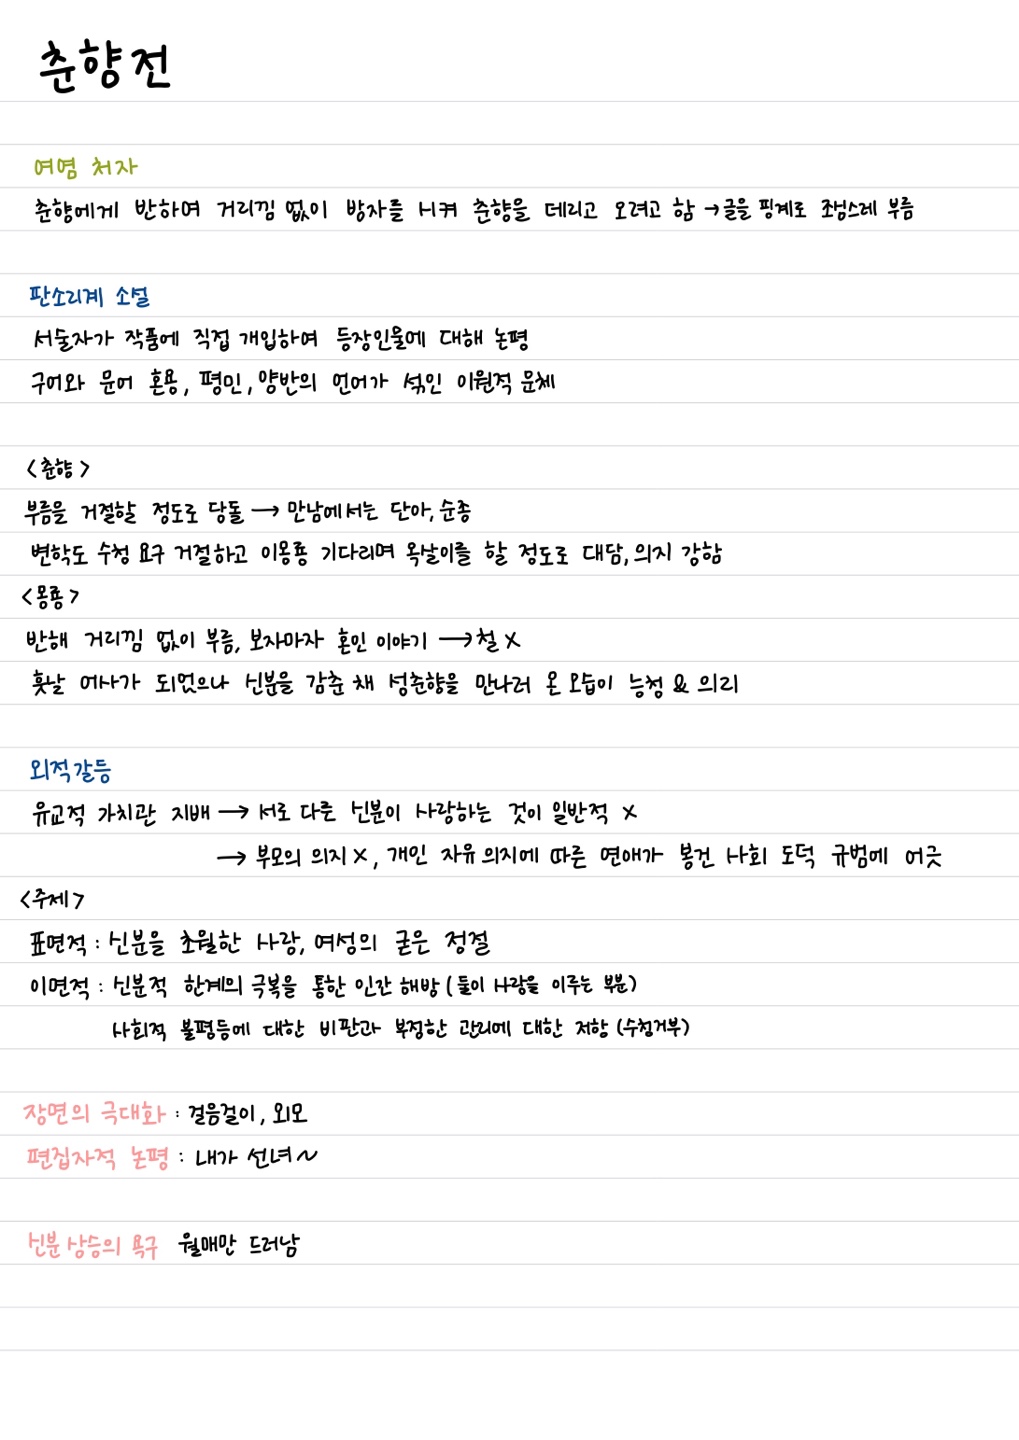 춘향전
여염 처자
춘향에게 반하여 거리낌 없이 방자를 시켜 춘향을 데리고 오려고 함 → 글을 핑계로 조심스레 부름
판소리계 소설
서술자가 작품에 직접 개입하여 등장인물에 대해 논평
구어와 문어 혼용, 평민, 양반의 언어가 섞인 이원적 문체
<춘향>
부름을 거절할 정도로 당돌 → 만남에서는 단아, 순종
변학도 수청 요구 거절하고 이몽룡 기다리며 옥살이를 할 정도로 대담, 의지 강함
<몽룡>
반해 거리낌 없이 부름, 보자마자 혼인 이야기 → 철 X
훗날 어사가 되었으나 신분을 감춘 채 성춘향을 만나러 온 모습이 능청 & 의리
외적갈등
유교적 가치관 지배 → 서로 다른 신분이 사랑하는 것이 일반적 X
→ 부모의 의지 X, 개인 자유 의지에 따른 연애가 봉건 사회 도덕 규범에 어긋
<주제>
표면적 : 신분을 초월한 사랑, 여성의 굳은 정절
이면적 : 신분적 한계의 극복을 통한 인간 해방 (둘이 사랑을 이루는 부분)
사회적 불평등에 대한 비판과 부정한 관리에 대한 저항 (수청거부)
장면의 극대화 : 걸음걸이, 외모
편집자적 논평 : 내가 선녀~
신분 상승의 욕구 월매만 드러남